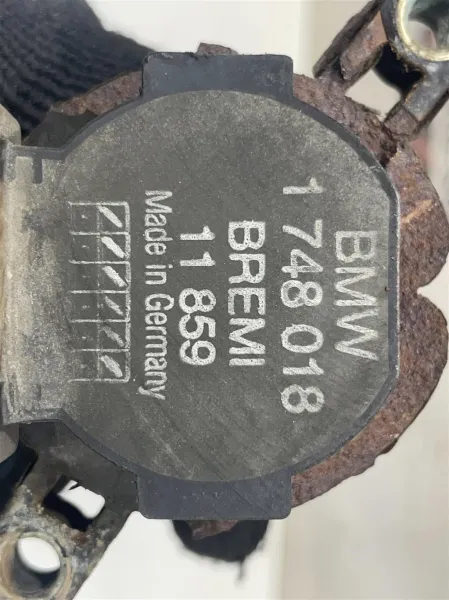 BMW
1 748 018
BREMI
11 859
Made in Germany